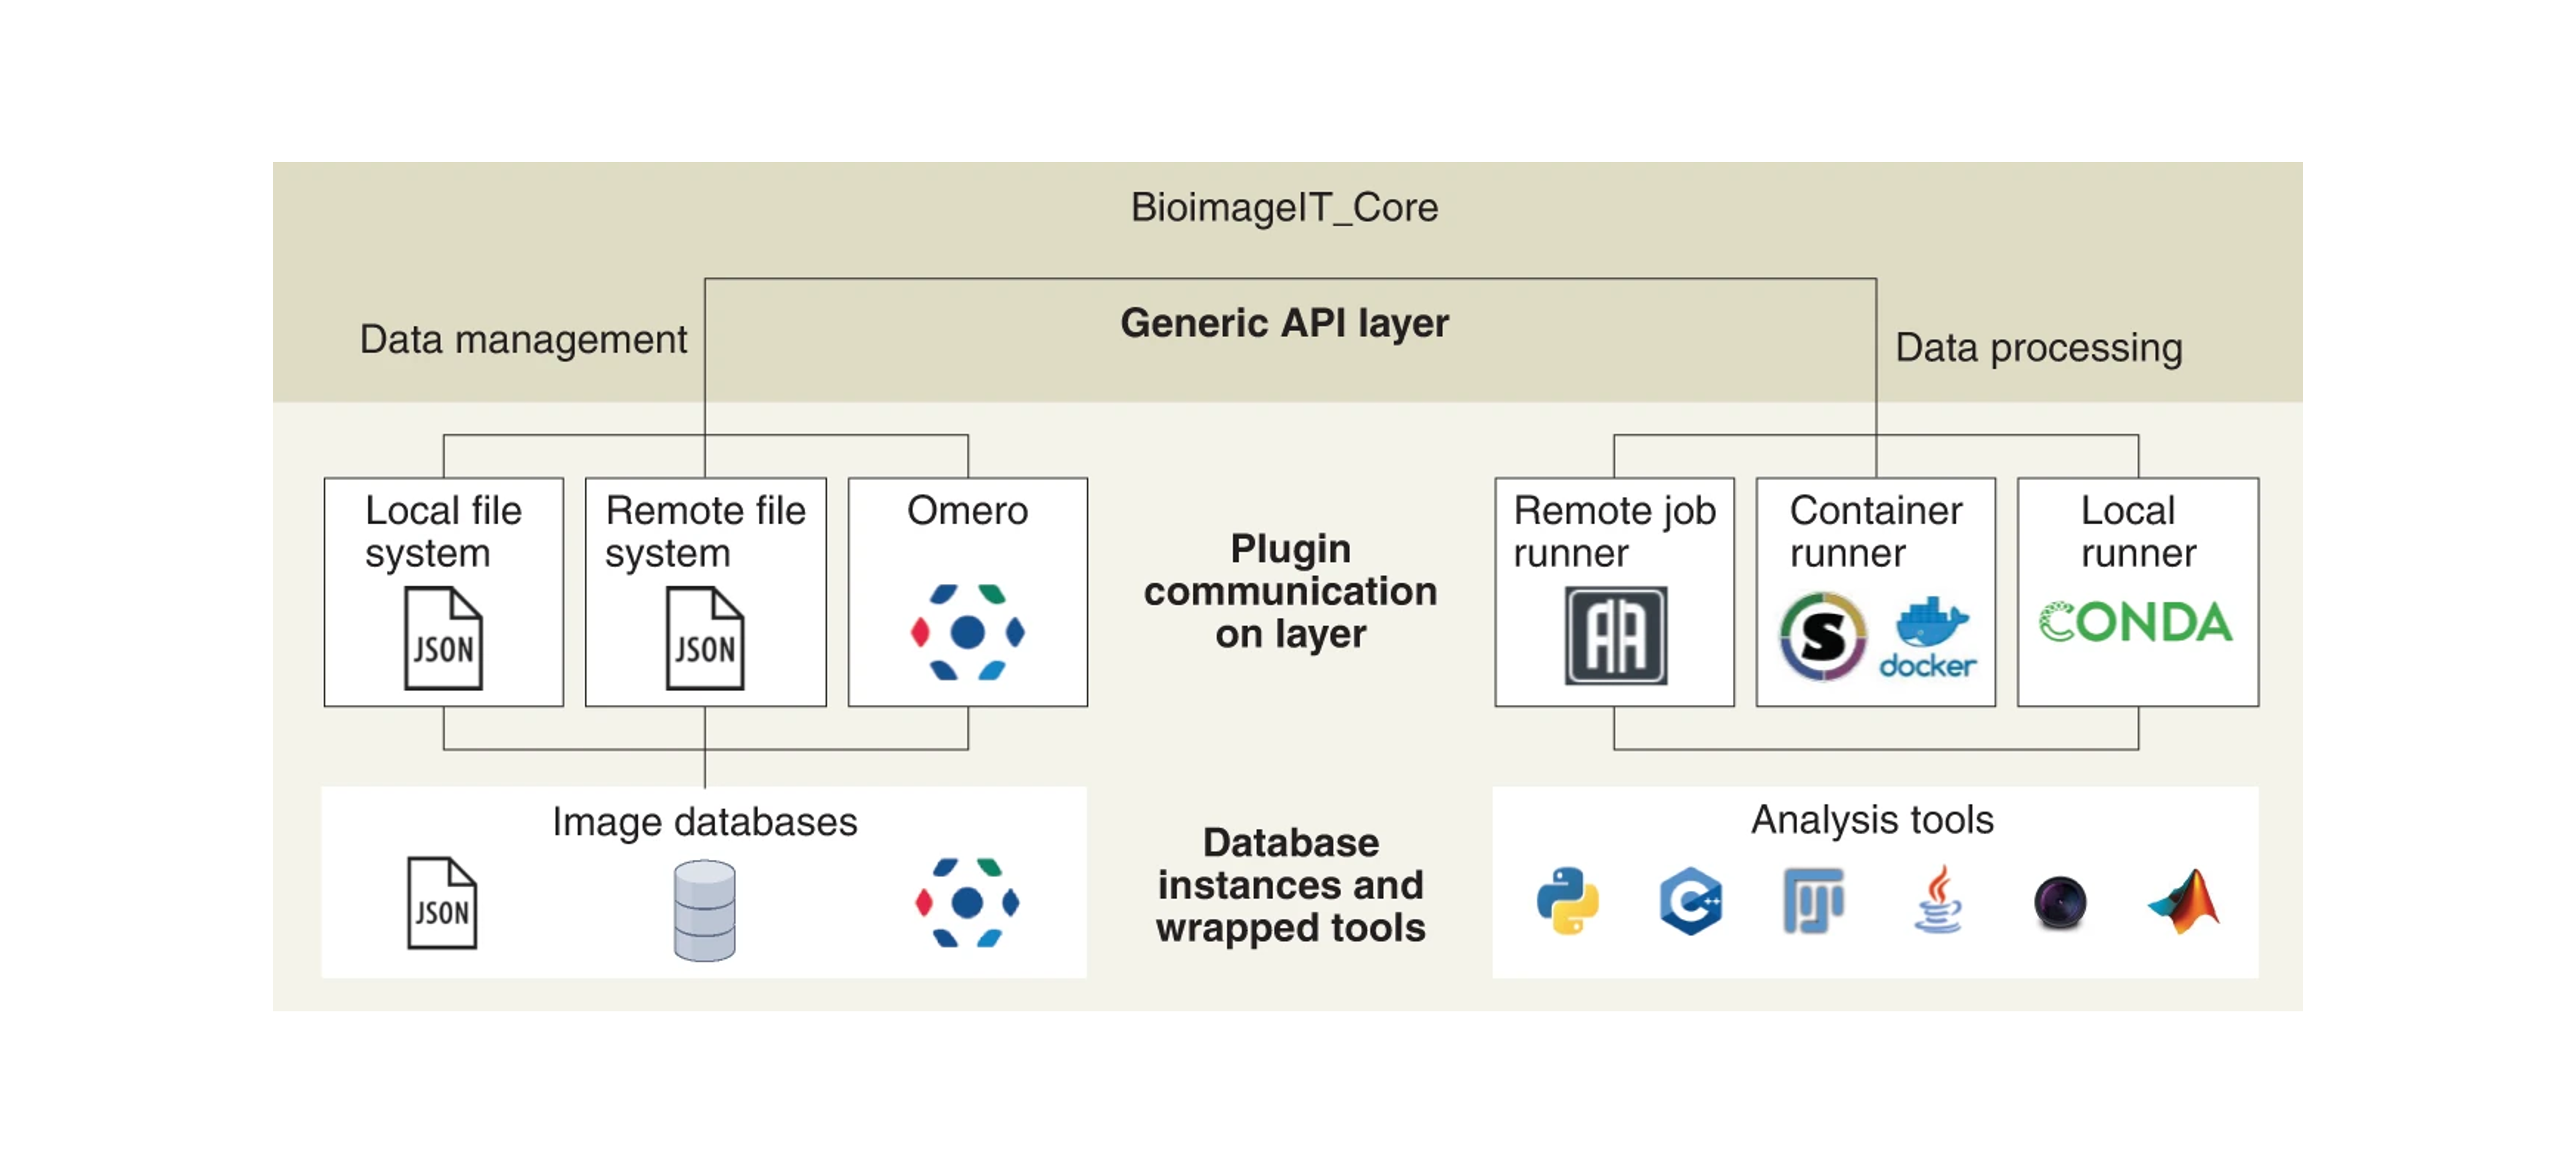 BioimageIT_Core
Generic API layer
Data management
Data processing
Local file
system
JSON
Remote file
system
JSON
Omero
Plugin
communication
on layer
Remote job
runner
Container
runner
S
docker
Local
runner
CONDA
Image databases
JSON
Database
instances and
wrapped tools
Analysis tools
C++